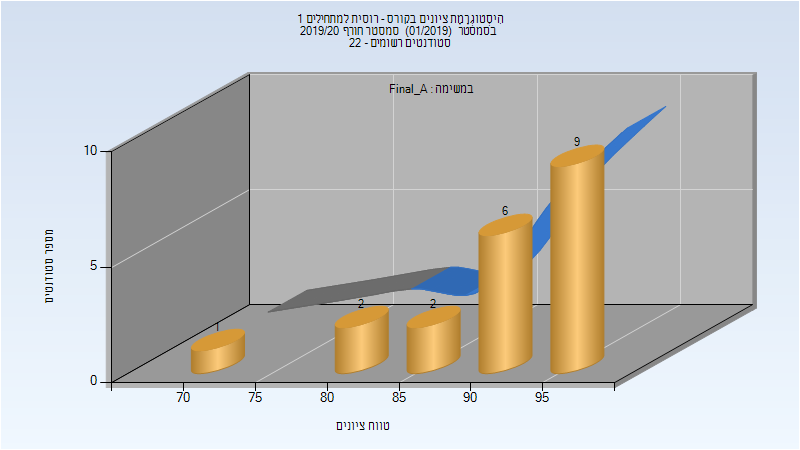 היסטוגרמת ציונים בקורס - רוסית למתחילים 1
בסמסטר (01/2019) סמסטר חורף 2019/20
סטודנטים רשומים - 22
במשימה : Final_A
10
5
0
מספר סטודנטים
1
2
2
6
9
70 75 80 85 90 95
טווח ציונים